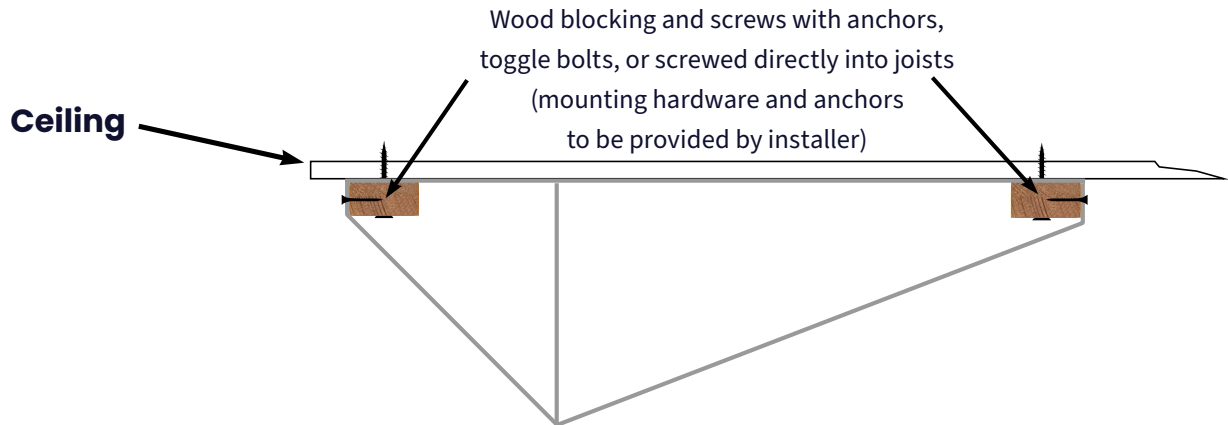 Wood blocking and screws with anchors,
toggle bolts, or screwed directly into joists
(mounting hardware and anchors
to be provided by installer)
Ceiling